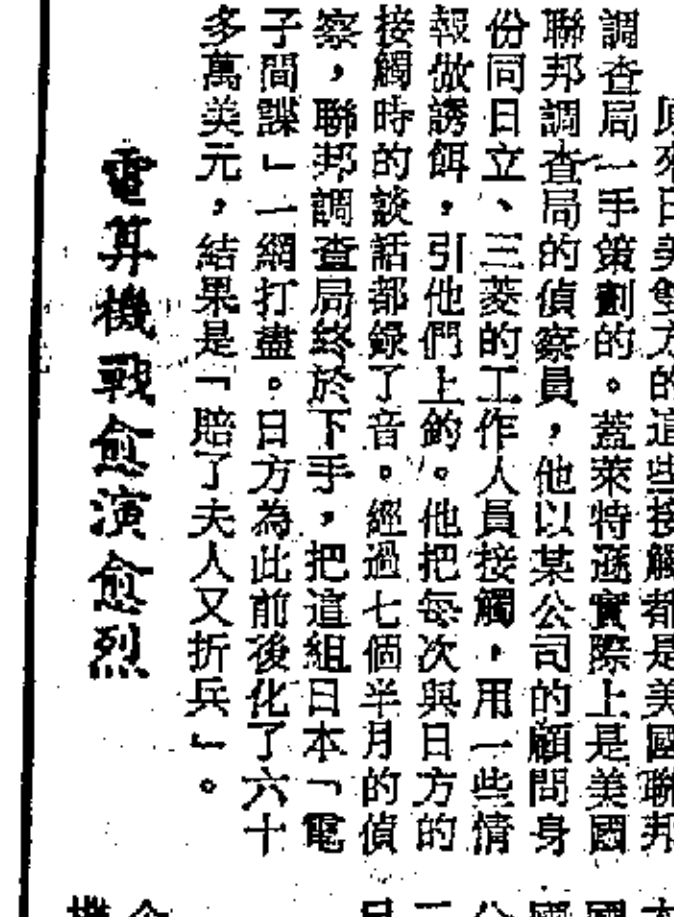 原來日美雙方的這些接觸都是美國聯邦
調查局一手策劃的。蓋萊特遜實際上是美國
聯邦調查局的偵察員，他以某公司的顧問身
份同日立、三菱的工作人員接觸，用一些情
報做誘餌，引他們上鈎。他把每次與日方的
接觸時的談話都錄了音。經過七個半月的偵
察，聯邦調查局終於下手，把這組日本「電
子間諜」一網打盡。日方為此前後化了六十
多萬美元，結果是「賠了夫人又折兵」。
電算機戰愈演愈烈